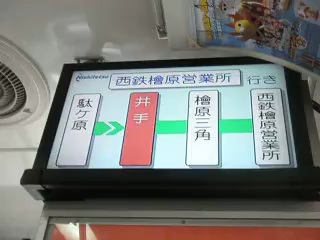 Nishitetsu
西鉄檜原営業所 行き
駄ケ原
井手
檜原三角
西鉄檜原営業所